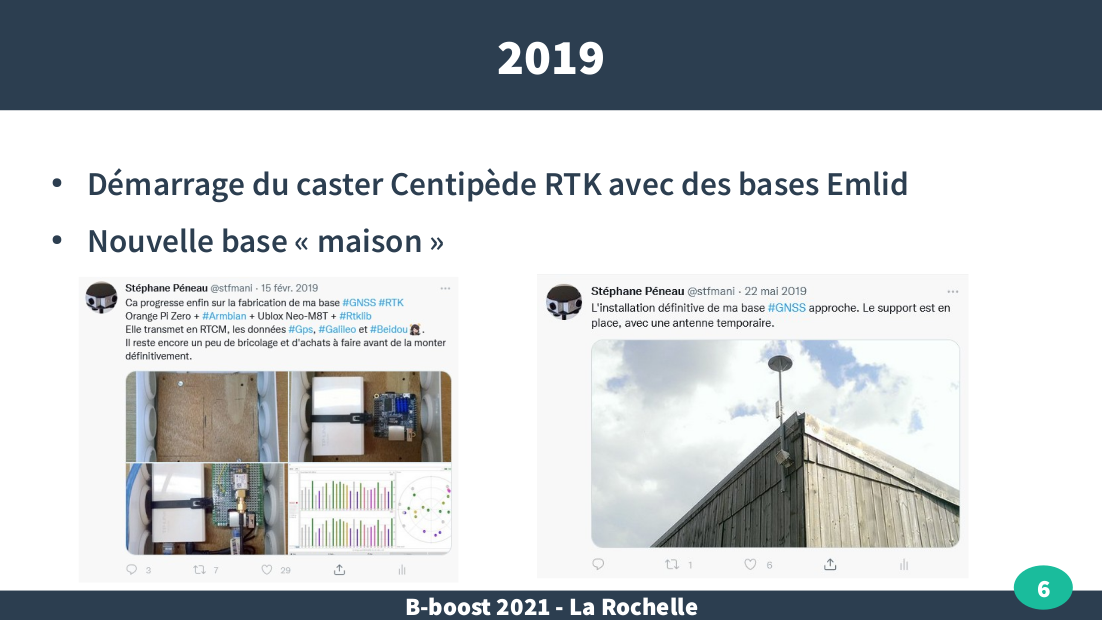 2019
• Démarrage du caster Centipède RTK avec des bases Emlid
• Nouvelle base « maison »
Stéphane Péneau @stfmani · 15 févr. 2019
Ca progresse enfin sur la fabrication de ma base #GNSS #RTK
Orange Pi Zero + #Armbian + Ublox Neo-M8T + #Rtklib
Elle transmet en RTCM, les données #Gps, #Galileo et #Beidou.
Il reste encore un peu de bricolage et d'achats à faire avant de la monter
définitivement.
3 7 29
Stéphane Péneau @stfmani · 22 mai 2019
L'installation définitive de ma base #GNSS approche. Le support est en
place, avec une antenne temporaire.
1 6
B-boost 2021 - La Rochelle
6